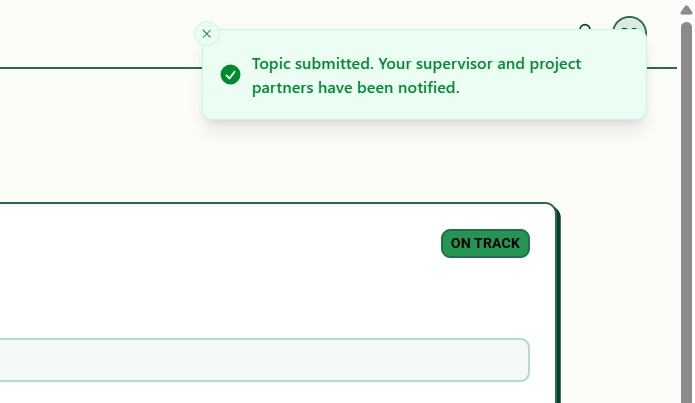 Topic submitted. Your supervisor and project
partners have been notified.
ON TRACK